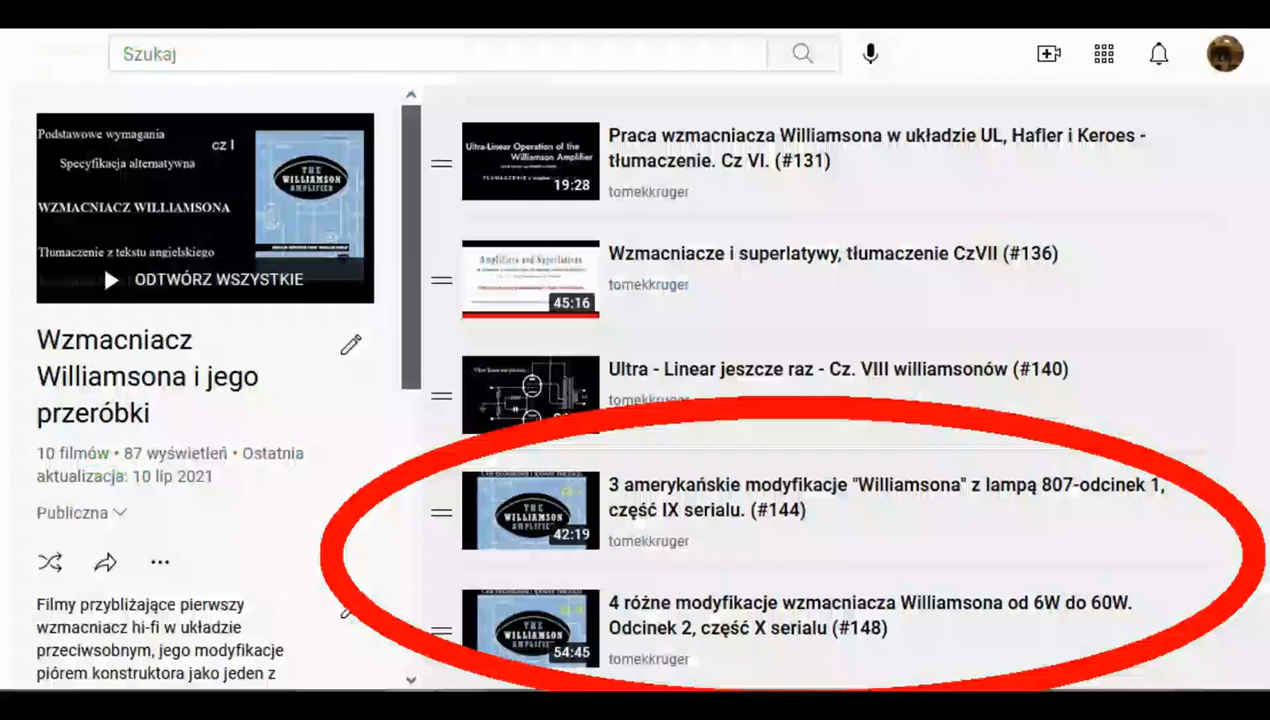 Szukaj
Podstawowe wymagania
cz I
Specyfikacja alternatywna
THE
WILLIAMSON
AMPLIFIER
WZMACNIACZ WILLIAMSONA
Tłumaczenie z tekstu angielskiego
ODTWÓRZ WSZYSTKIE
Wzmacniacz
Williamsona i jego
przeróbki
10 filmów • 87 wyświetleń • Ostatnia
aktualizacja: 10 lip 2021
Publiczna
Filmy przybliżające pierwszy
wzmacniacz hi-fi w układzie
przeciwsobnym, jego modyfikacje
piórem konstruktora jako jeden z
Ultra-Linear Operation of the
Williamson Amplifier
19:28
Praca wzmacniacza Williamsona w układzie UL, Hafler i Keroes -
tłumaczenie. Cz VI. (#131)
tomekkruger
Amplifiers and Superlatives
45:16
Wzmacniacze i superlatywy, tłumaczenie CzVII (#136)
tomekkruger
Ultra - Linear jeszcze raz - Cz. VIII williamsonów (#140)
tomekkruger
THE
WILLIAMSON
42:19
3 amerykańskie modyfikacje "Williamsona" z lampą 807-odcinek 1,
część IX serialu. (#144)
tomekkruger
THE
WILLIAMSON
54:45
4 różne modyfikacje wzmacniacza Williamsona od 6W do 60W.
Odcinek 2, część X serialu (#148)
tomekkruger